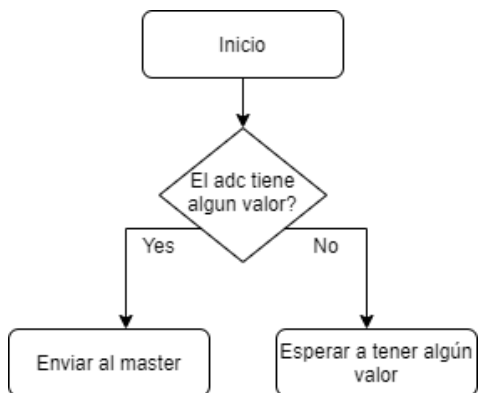 Inicio
El adc tiene
algun valor?
Yes
No
Enviar al master
Esperar a tener algún
valor